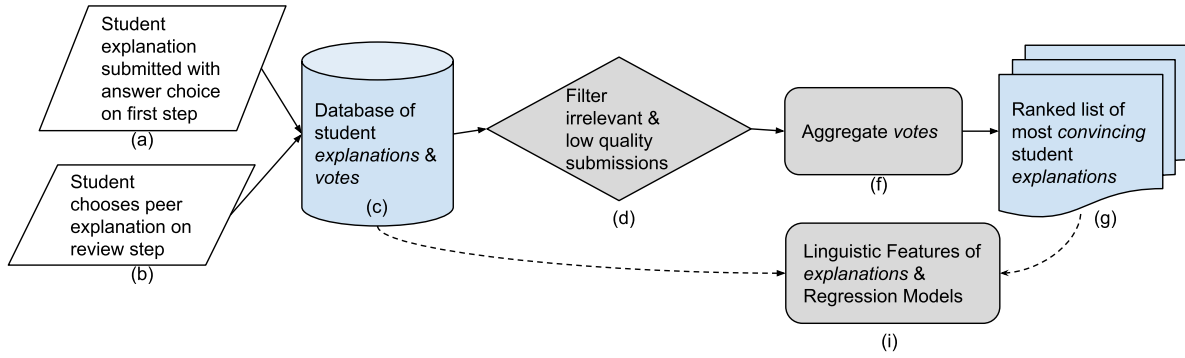 Student
explanation
submitted with
answer choice
on first step
(a)
Student
chooses peer
explanation on
review step
(b)
Database of
student
explanations &
votes
(c)
Filter
irrelevant &
low quality
submissions
(d)
Aggregate votes
(f)
Ranked list of
most convincing
student
explanations
(g)
Linguistic Features of
explanations &
Regression Models
(i)